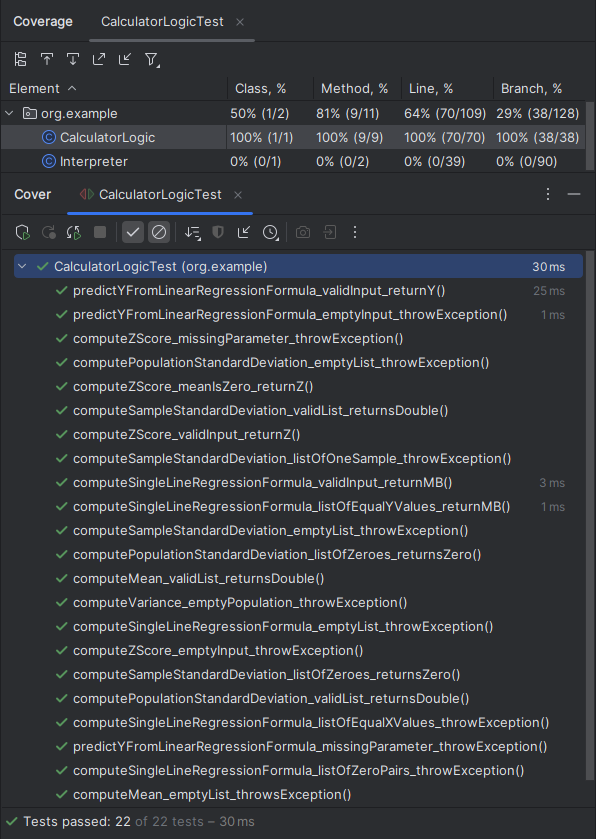 Coverage CalculatorLogicTest ×
Element Class, % Method, % Line, % Branch, %
org.example 50% (1/2) 81% (9/11) 64% (70/109) 29% (38/128)
CalculatorLogic 100% (1/1) 100% (9/9) 100% (70/70) 100% (38/38)
Interpreter 0% (0/1) 0% (0/2) 0% (0/39) 0% (0/90)
Cover CalculatorLogicTest ×
CalculatorLogicTest (org.example) 30 ms
predictYFromLinearRegressionFormula_validInput_returnY() 25 ms
predictYFromLinearRegressionFormula_emptyInput_throwException() 1 ms
computeZScore_missingParameter_throwException()
computePopulationStandardDeviation_emptyList_throwException()
computeZScore_meanIsZero_returnZ()
computeSampleStandardDeviation_validList_returnsDouble()
computeZScore_validInput_returnZ()
computeSampleStandardDeviation_listOfOneSample_throwException()
computeSingleLineRegressionFormula_validInput_returnMB() 3 ms
computeSingleLineRegressionFormula_listOfEqualYValues_returnMB() 1 ms
computeSampleStandardDeviation_emptyList_throwException()
computePopulationStandardDeviation_listOfZeroes_returnsZero()
computeMean_validList_returnsDouble()
computeVariance_emptyPopulation_throwException()
computeSingleLineRegressionFormula_emptyList_throwException()
computeZScore_emptyInput_throwException()
computeSampleStandardDeviation_listOfZeroes_returnsZero()
computePopulationStandardDeviation_validList_returnsDouble()
computeSingleLineRegressionFormula_listOfEqualXValues_throwException()
predictYFromLinearRegressionFormula_missingParameter_throwException()
computeSingleLineRegressionFormula_listOfZeroPairs_throwException()
computeMean_emptyList_throwsException()
Tests passed: 22 of 22 tests – 30 ms